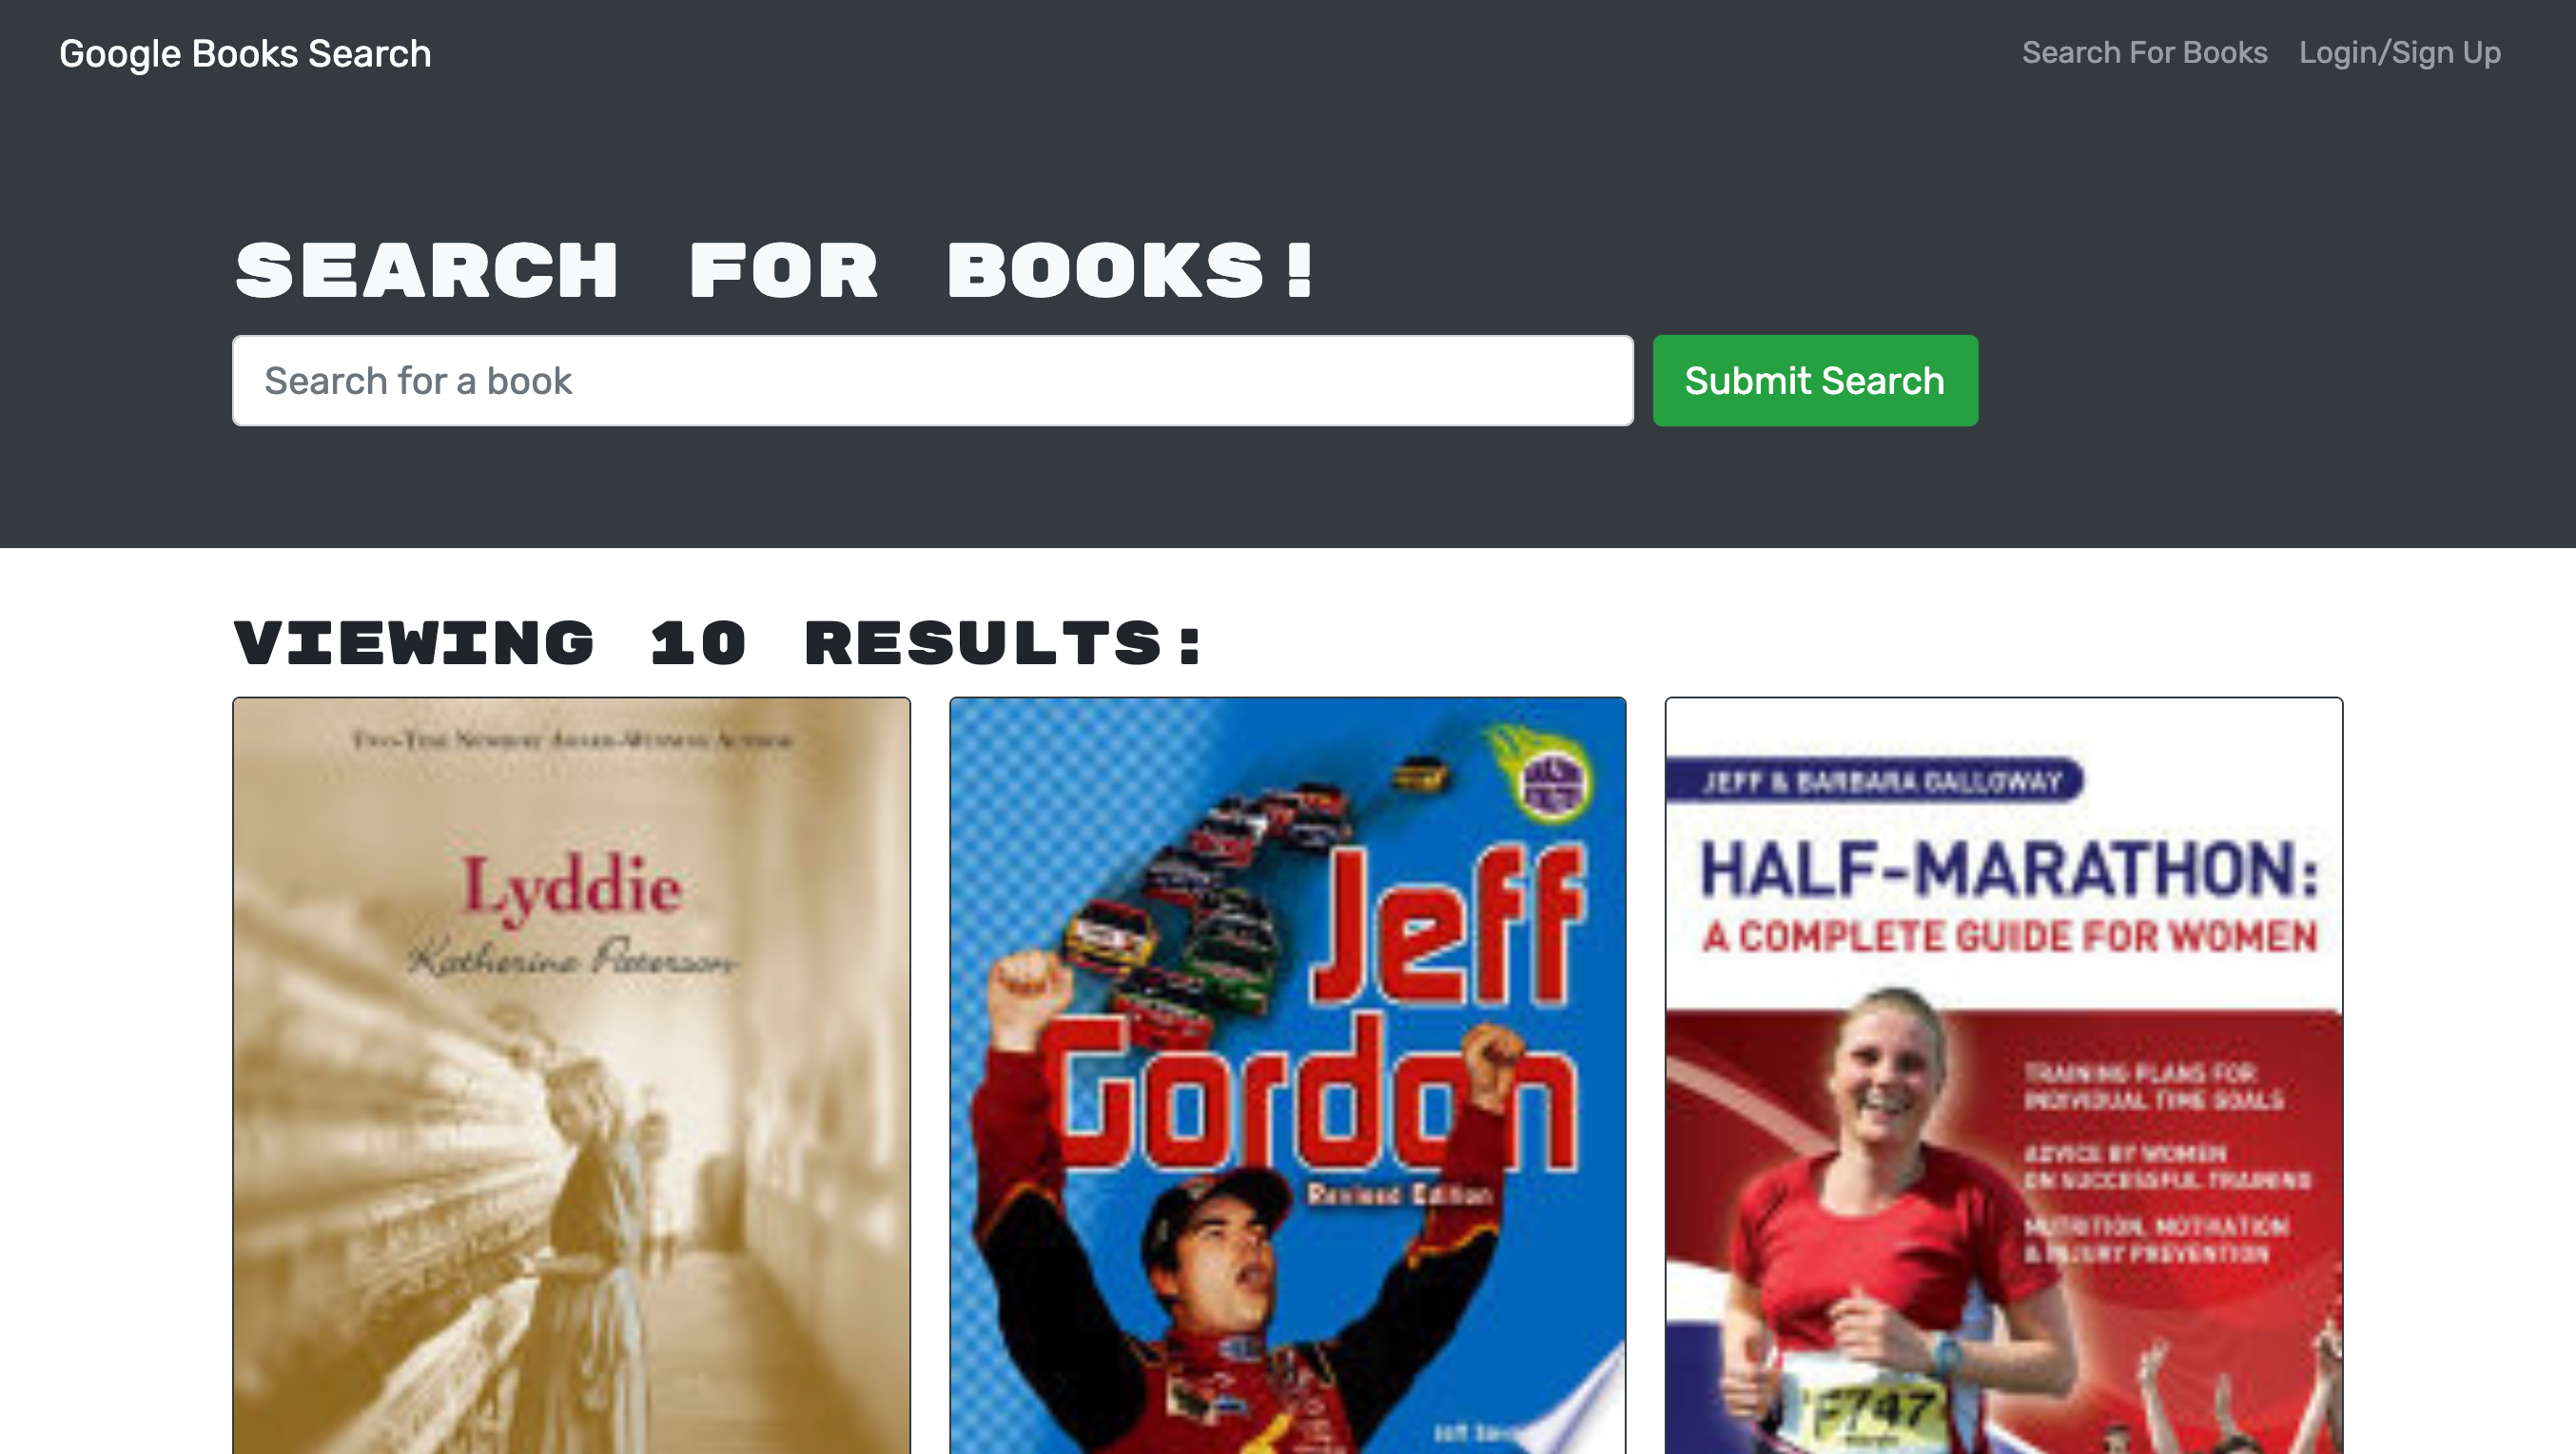 Google Books Search
Search For Books Login/Sign Up
SEARCH FOR BOOKS!
Search for a book
Submit Search
VIEWING 10 RESULTS:
Two-Time Newbery Award-Winning Author
Lyddie
Katherine Paterson
Jeff
Gordon
Revised Edition
JEFF & BARBARA GALLOWAY
HALF-MARATHON:
A COMPLETE GUIDE FOR WOMEN
TRAINING PLANS FOR
INDIVIDUAL TIME GOALS
ADVICE BY WOMEN
ON SUCCESSFUL TRAINING
NUTRITION, MOTIVATION
& INJURY PREVENTION
F747